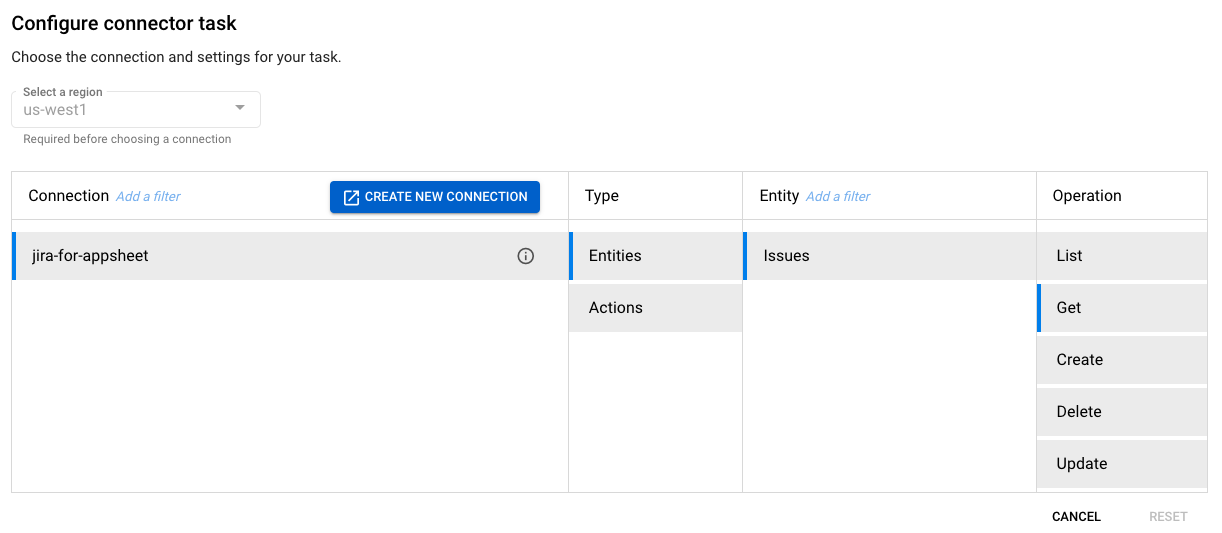 Configure connector task
Choose the connection and settings for your task.
Select a region
us-west1
Required before choosing a connection
Connection Add a filter CREATE NEW CONNECTION Type Entity Add a filter Operation
jira-for-appsheet Entities Issues List
Actions Get
Create
Delete
Update
CANCEL RESET